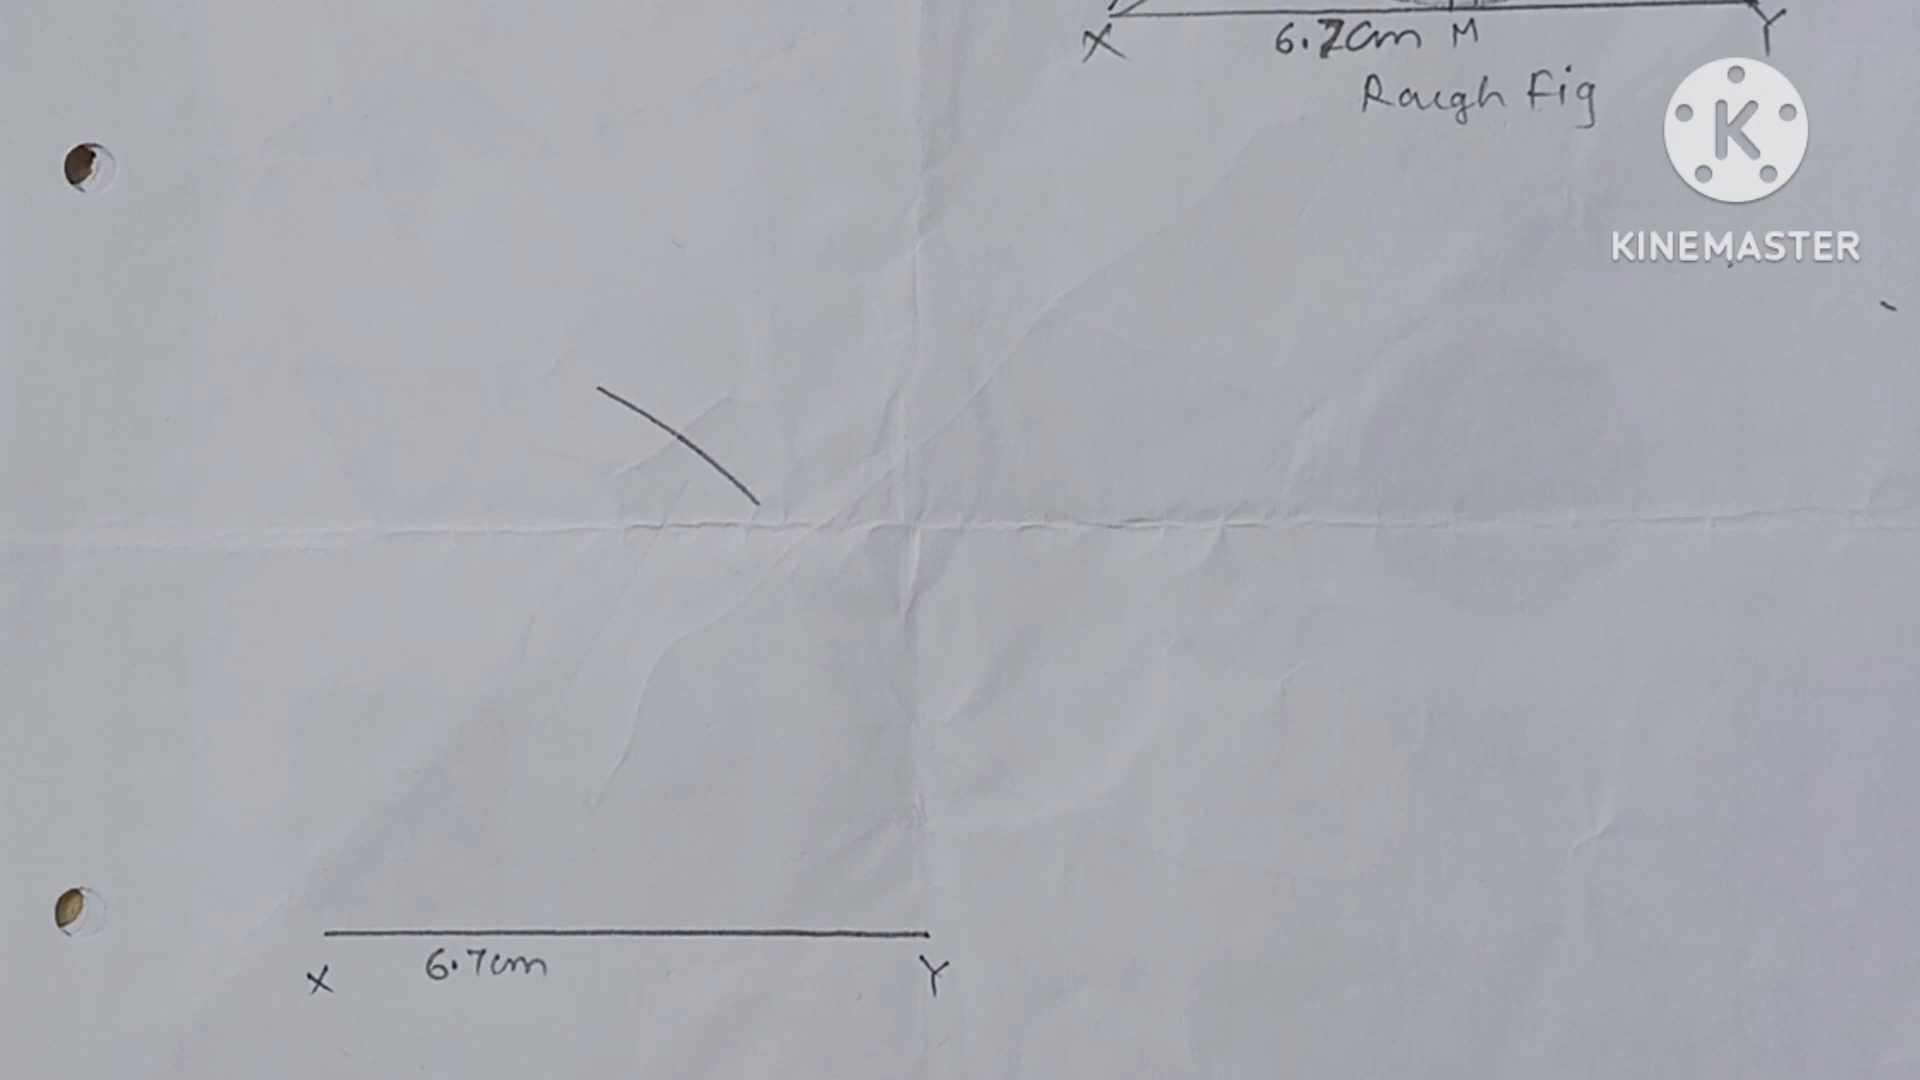 X 6.7cm M Y
Rough Fig
KINEMASTER
6.7cm
X Y